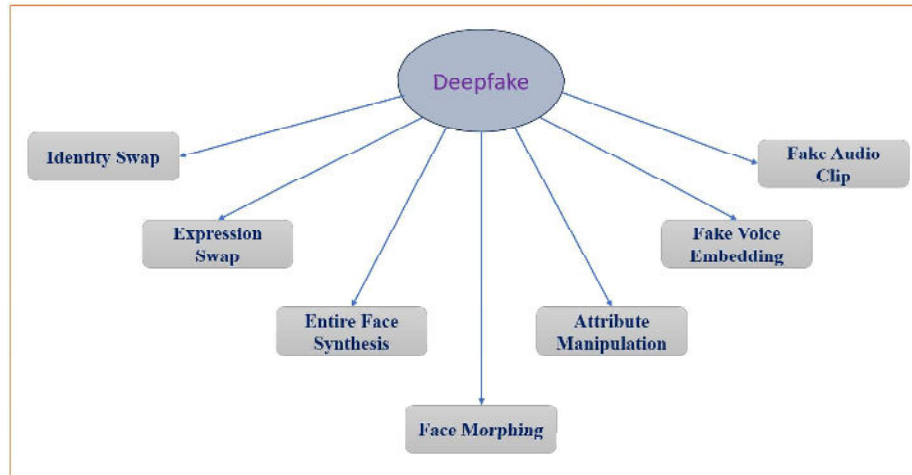 Deepfake
Identity Swap
Fake Audio
Clip
Expression
Swap
Fake Voice
Embedding
Entire Face
Synthesis
Attribute
Manipulation
Face Morphing